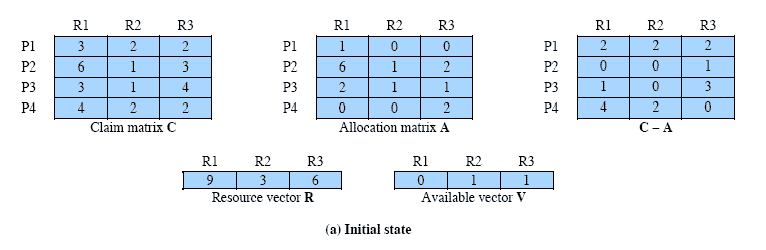 R1 R2 R3 R1 R2 R3 R1 R2 R3
P1 3 2 2 P1 1 0 0 P1 2 2 2
P2 6 1 3 P2 6 1 2 P2 0 0 1
P3 3 1 4 P3 2 1 1 P3 1 0 3
P4 4 2 2 P4 0 0 2 P4 4 2 0
Claim matrix C Allocation matrix A C – A
R1 R2 R3 R1 R2 R3
9 3 6 0 1 1
Resource vector R Available vector V
(a) Initial state